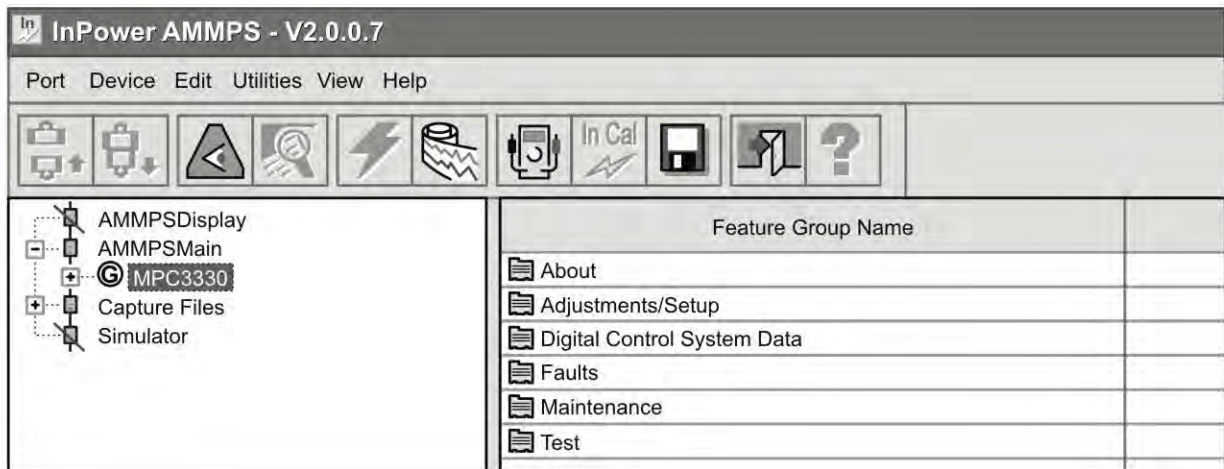 In InPower AMMPS - V2.0.0.7
Port Device Edit Utilities View Help
In Cal
?
AMMPSDisplay
AMMPSMain
G MPC3330
Capture Files
Simulator
Feature Group Name
About
Adjustments/Setup
Digital Control System Data
Faults
Maintenance
Test